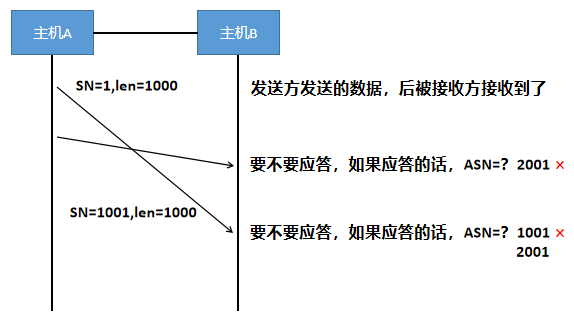 主机A
主机B
SN=1,len=1000
发送方发送的数据，后被接收方接收到了
要不要应答，如果应答的话，ASN=？2001 ×
SN=1001,len=1000
要不要应答，如果应答的话，ASN=？1001 ×
2001